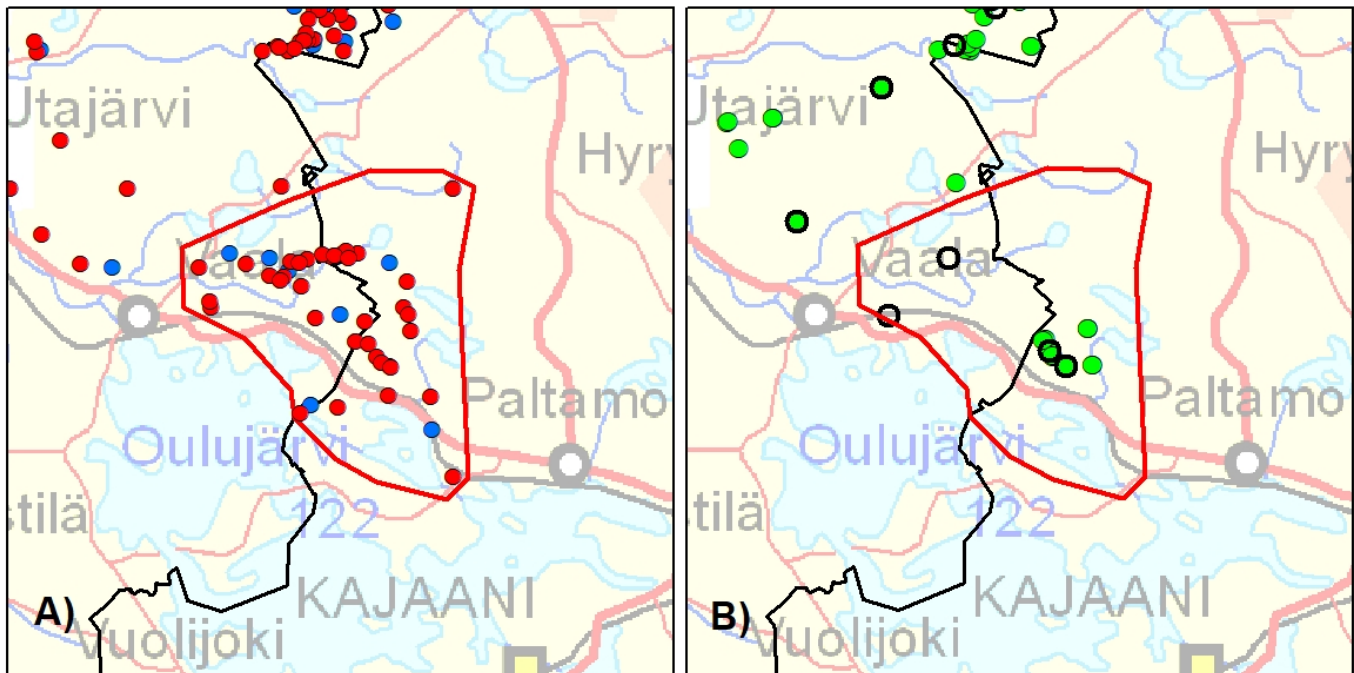 Utajärvi
Hyry
Vaala
Paltamo
Oulujärvi
stilä
122
KAJAANI
A)
Vuolijoki
Utajärvi
Hyry
Vaala
Paltamo
Oulujärvi
stilä
122
KAJAANI
B)
Vuolijoki